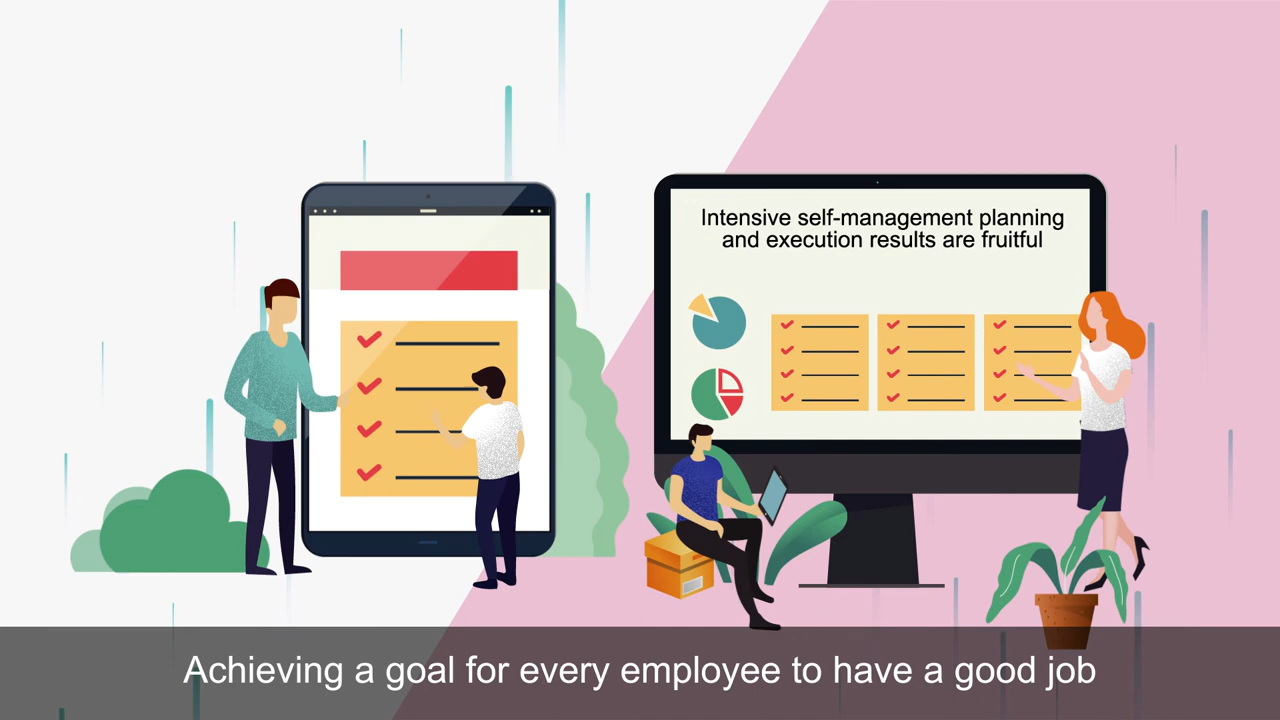 Intensive self-management planning
and execution results are fruitful
Achieving a goal for every employee to have a good job